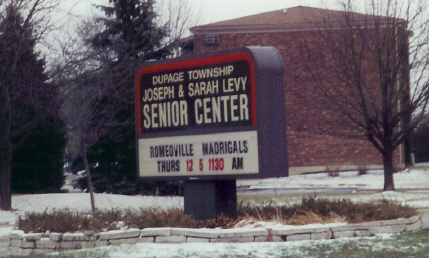 DUPAGE TOWNSHIP
JOSEPH & SARAH LEVY
SENIOR CENTER
ROMEOVILLE MADRIGALS
THURS 12 5 1130 AM